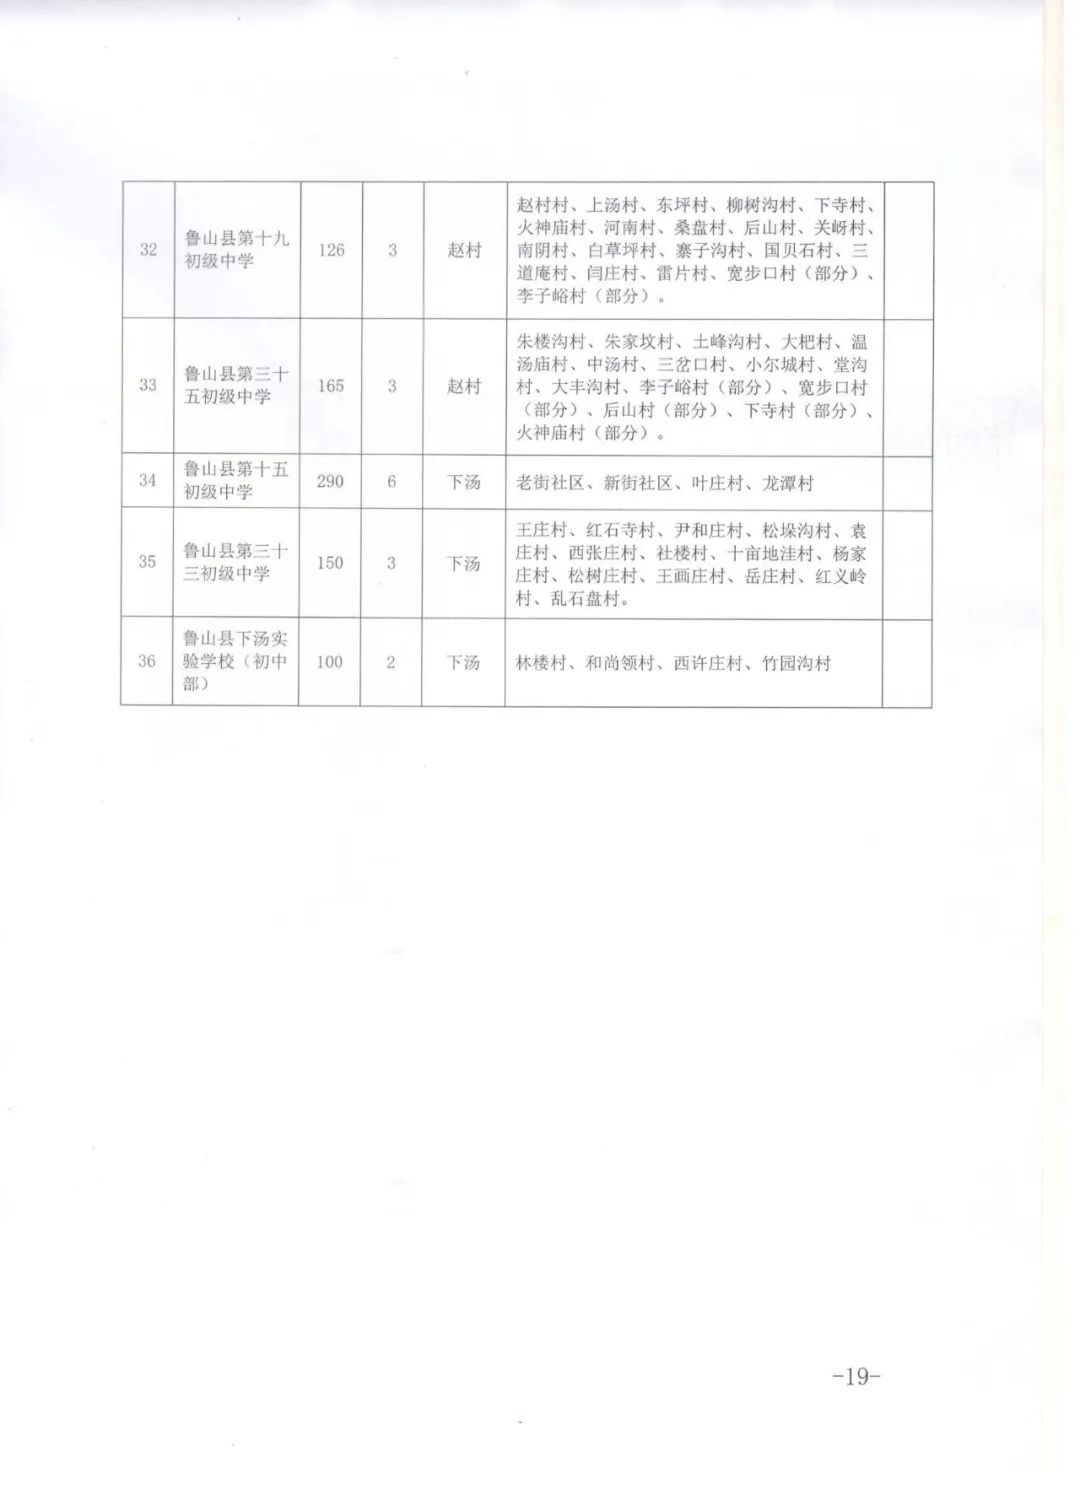 32
鲁山县第十九
初级中学
126
3
赵村
赵村村、上汤村、东坪村、柳树沟村、下寺村、
火神庙村、河南村、桑盘村、后山村、关岈村、
南阴村、白草坪村、寨子沟村、国贝石村、三
道庵村、闫庄村、雷片村、宽步口村（部分）、
李子峪村（部分）。
33
鲁山县第三十
五初级中学
165
3
赵村
朱楼沟村、朱家坟村、土峰沟村、大杷村、温
汤庙村、中汤村、三岔口村、小尔城村、堂沟
村、大丰沟村、李子峪村（部分）、宽步口村
（部分）、后山村（部分）、下寺村（部分）、
火神庙村（部分）。
34
鲁山县第十五
初级中学
290
6
下汤
老街社区、新街社区、叶庄村、龙潭村
35
鲁山县第三十
三初级中学
150
3
下汤
王庄村、红石寺村、尹和庄村、松垛沟村、袁
庄村、西张庄村、社楼村、十亩地洼村、杨家
庄村、松树庄村、王画庄村、岳庄村、红义岭
村、乱石盘村。
36
鲁山县下汤实
验学校（初中
部）
100
2
下汤
林楼村、和尚领村、西许庄村、竹园沟村
-19-